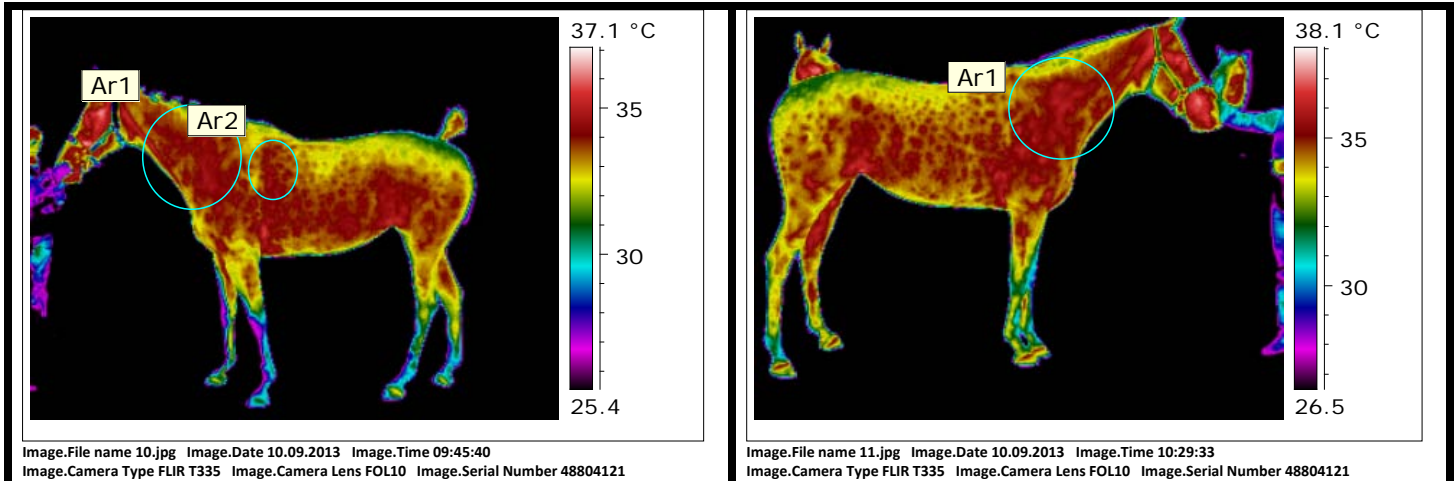 37.1 °C
Ar1
Ar2
35
30
25.4
Image.File name 10.jpg Image.Date 10.09.2013 Image.Time 09:45:40
Image.Camera Type FLIR T335 Image.Camera Lens FOL10 Image.Serial Number 48804121
38.1 °C
Ar1
35
30
26.5
Image.File name 11.jpg Image.Date 10.09.2013 Image.Time 10:29:33
Image.Camera Type FLIR T335 Image.Camera Lens FOL10 Image.Serial Number 48804121